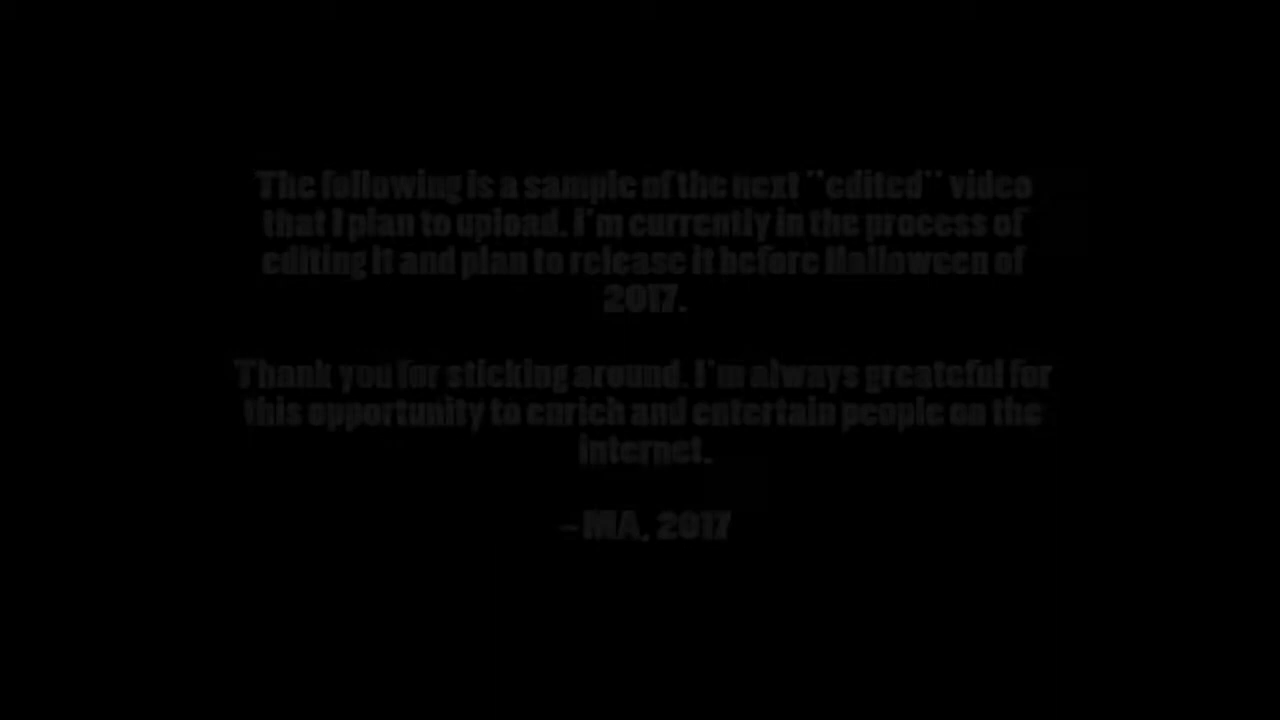 The following is a sample of the next "edited" video
that I plan to upload. I'm currently in the process of
editing it and plan to release it before Halloween of
2017.
Thank you for sticking around. I'm always greateful for
this opportunity to enrich and entertain people on the
internet.
- MA, 2017